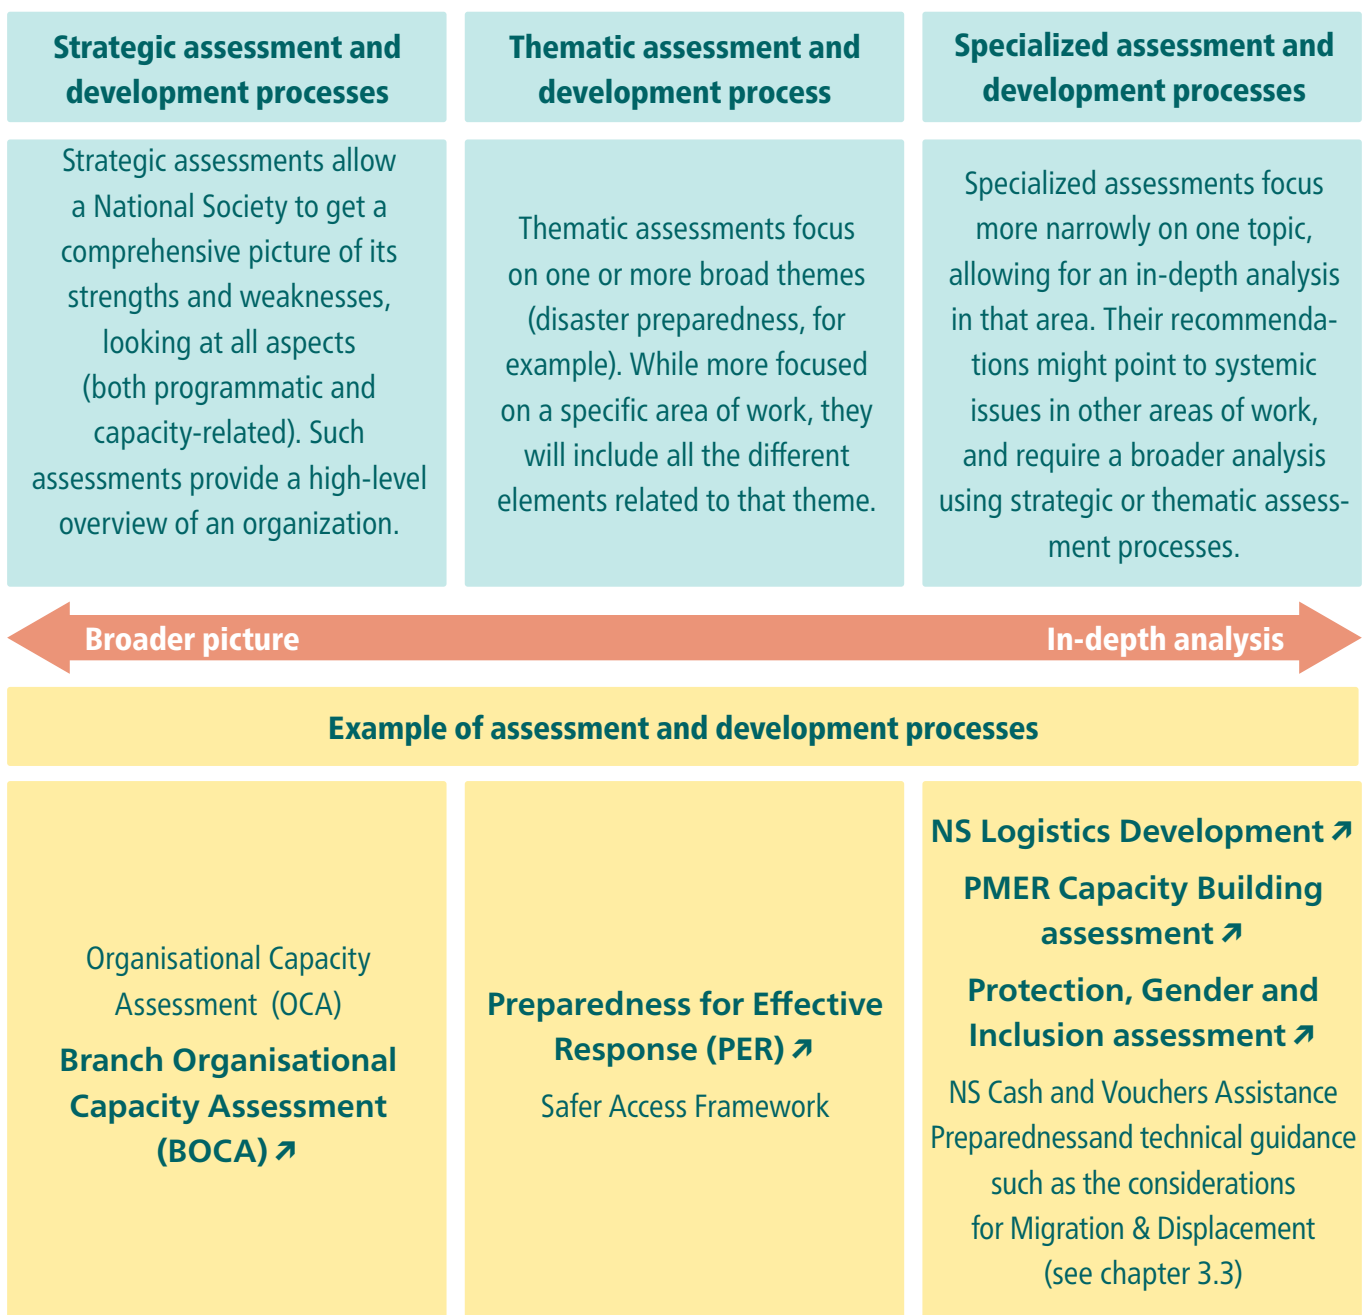 Strategic assessment and
development processes
Thematic assessment and
development process
Specialized assessment and
development processes
Strategic assessments allow
a National Society to get a
comprehensive picture of its
strengths and weaknesses,
looking at all aspects
(both programmatic and
capacity-related). Such
assessments provide a high-level
overview of an organization.
Thematic assessments focus
on one or more broad themes
(disaster preparedness, for
example). While more focused
on a specific area of work, they
will include all the different
elements related to that theme.
Specialized assessments focus
more narrowly on one topic,
allowing for an in-depth analysis
in that area. Their recommenda-
tions might point to systemic
issues in other areas of work,
and require a broader analysis
using strategic or thematic assess-
ment processes.
Broader picture
In-depth analysis
Example of assessment and development processes
Organisational Capacity
Assessment (OCA)
Branch Organisational
Capacity Assessment
(BOCA) ↗
Preparedness for Effective
Response (PER) ↗
Safer Access Framework
NS Logistics Development ↗
PMER Capacity Building
assessment ↗
Protection, Gender and
Inclusion assessment ↗
NS Cash and Vouchers Assistance
Preparednessand technical guidance
such as the considerations
for Migration & Displacement
(see chapter 3.3)